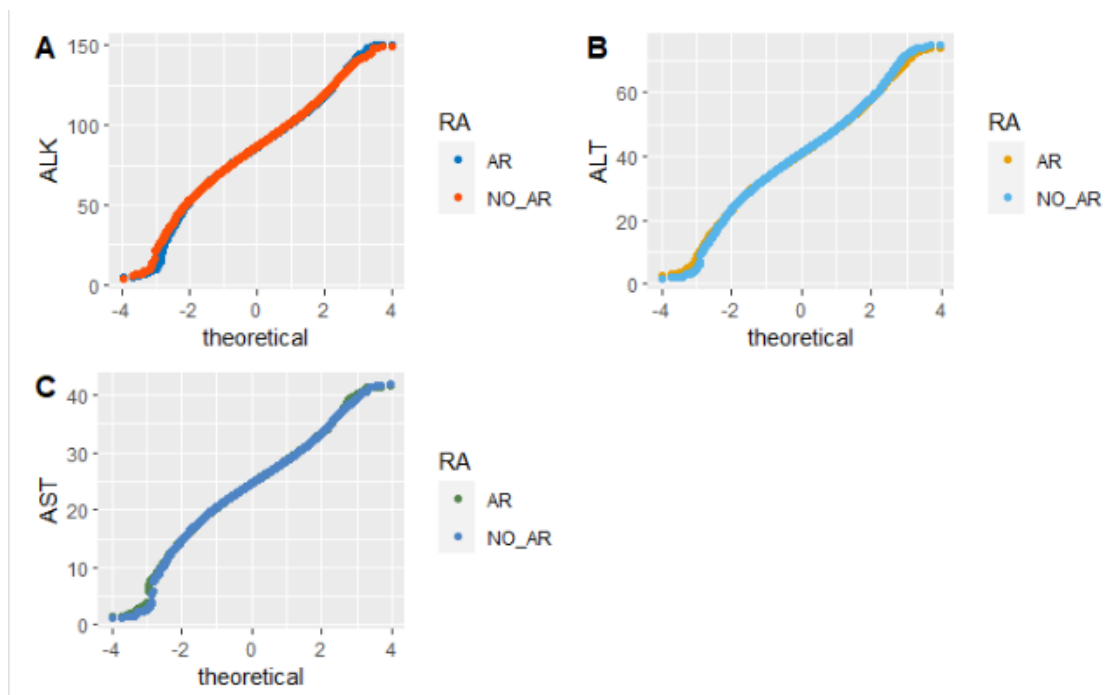 A
150
100
50
0
ALK
-4 -2 0 2 4
theoretical
RA
AR
NO_AR
B
60
40
20
0
ALT
-4 -2 0 2 4
theoretical
RA
AR
NO_AR
C
40
30
20
10
0
AST
-4 -2 0 2 4
theoretical
RA
AR
NO_AR